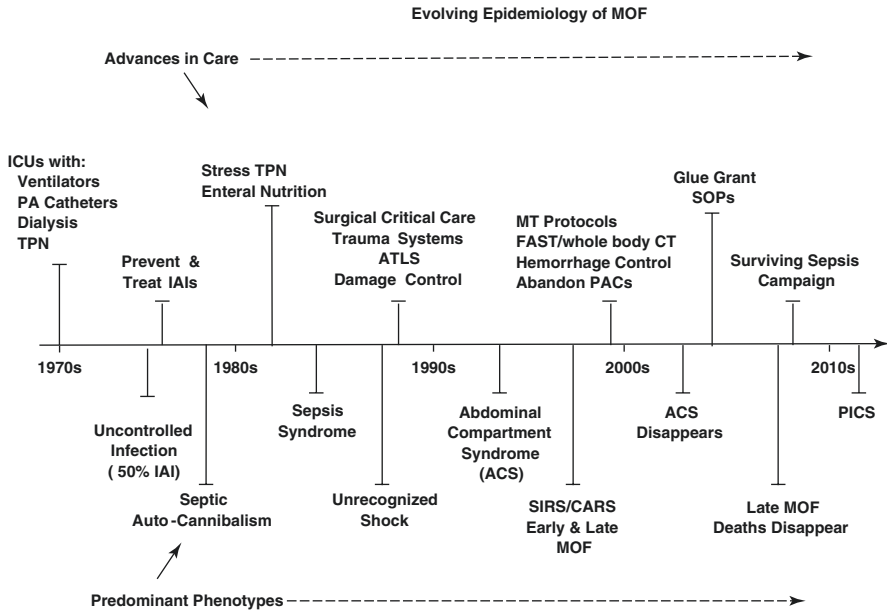 Evolving Epidemiology of MOF
Advances in Care
ICUs with:
Ventilators
PA Catheters
Dialysis
TPN
Prevent &
Treat IAIs
Stress TPN
Enteral Nutrition
Surgical Critical Care
Trauma Systems
ATLS
Damage Control
MT Protocols
FAST/whole body CT
Hemorrhage Control
Abandon PACs
Glue Grant
SOPs
Surviving Sepsis
Campaign
1970s
1980s
1990s
2000s
2010s
Uncontrolled
Infection
( 50% IAI)
Septic
Auto-Cannibalism
Sepsis
Syndrome
Unrecognized
Shock
Abdominal
Compartment
Syndrome
(ACS)
SIRS/CARS
Early & Late
MOF
ACS
Disappears
Late MOF
Deaths Disappear
PICS
Predominant Phenotypes